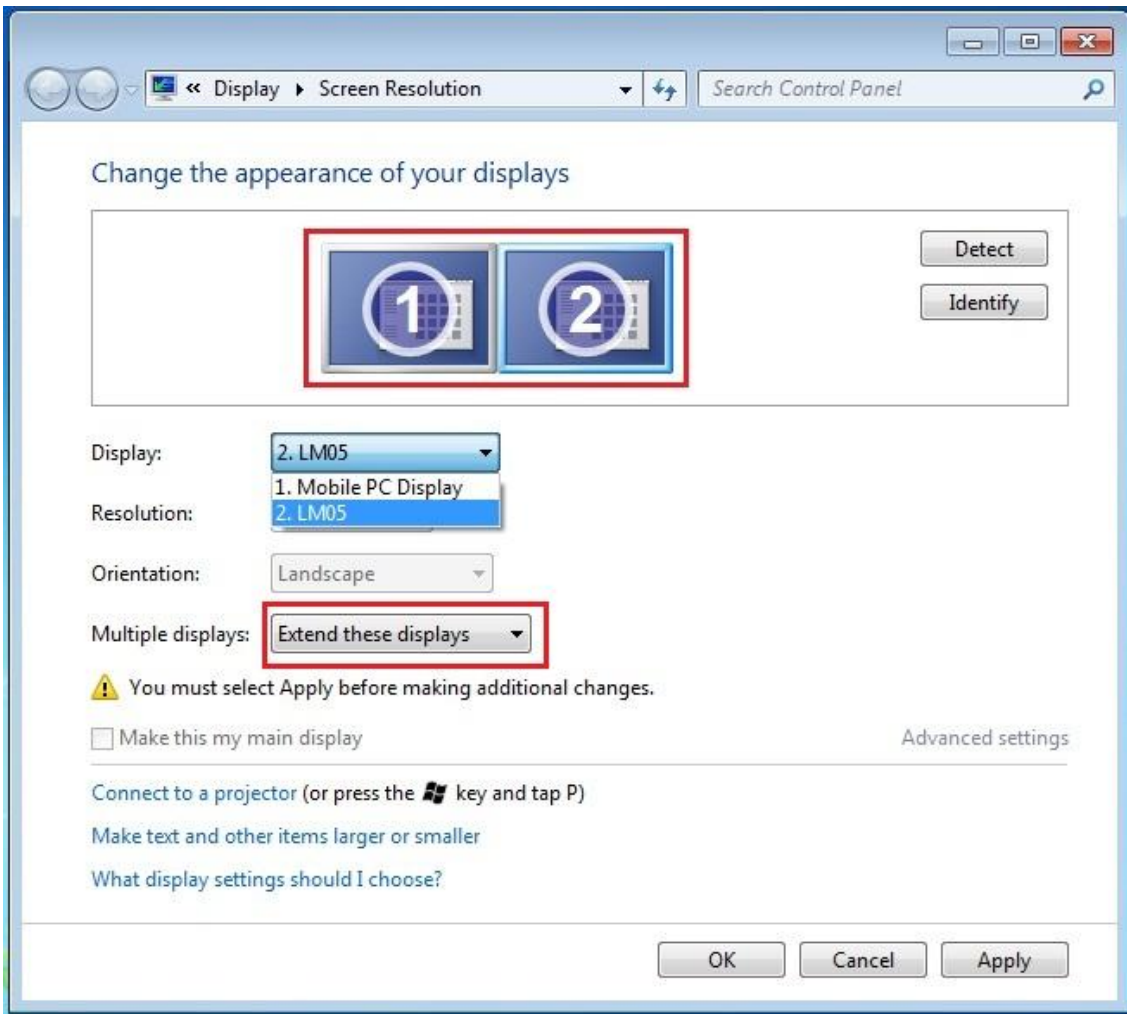 « Display ▸ Screen Resolution Search Control Panel
Change the appearance of your displays
1 2
Detect
Identify
Display: 2. LM05
1. Mobile PC Display
2. LM05
Resolution:
Orientation: Landscape
Multiple displays: Extend these displays
You must select Apply before making additional changes.
Make this my main display Advanced settings
Connect to a projector (or press the key and tap P)
Make text and other items larger or smaller
What display settings should I choose?
OK Cancel Apply